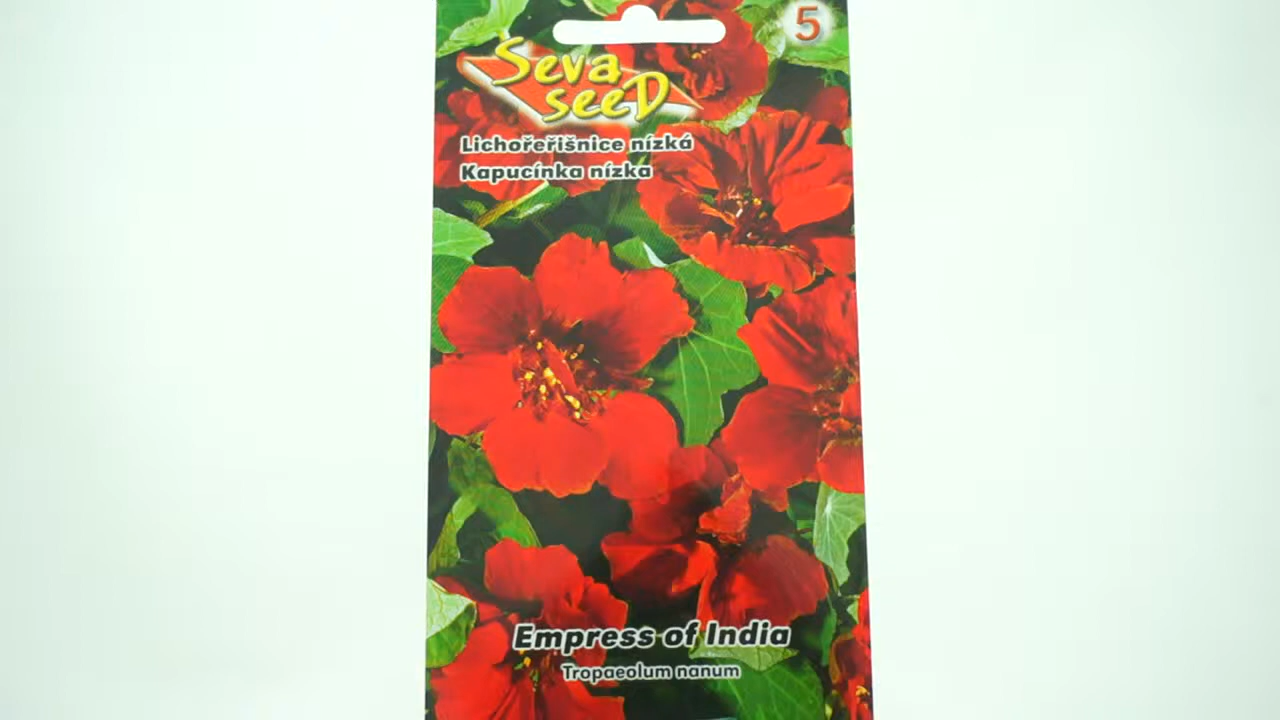 5
Seva
seeD
Lichořeřišnice nízká
Kapucínka nízka
Empress of India
Tropaeolum nanum